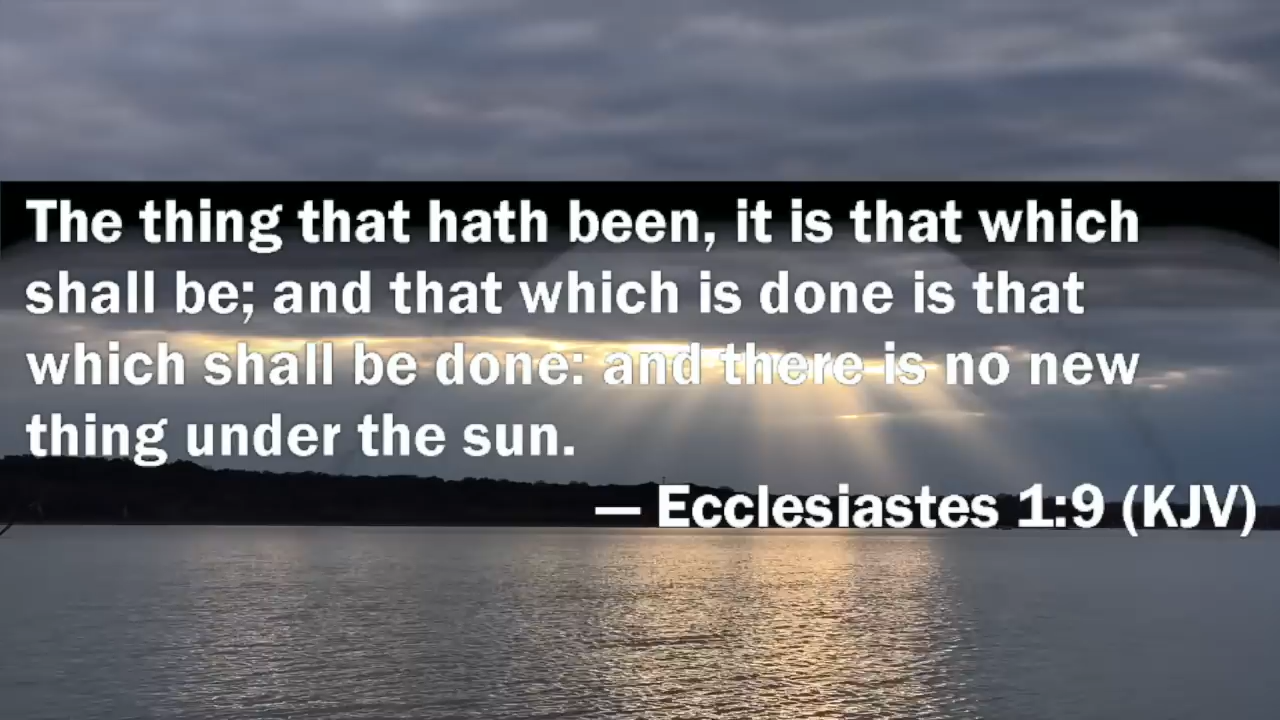 The thing that hath been, it is that which
shall be; and that which is done is that
which shall be done: and there is no new
thing under the sun.
— Ecclesiastes 1:9 (KJV)